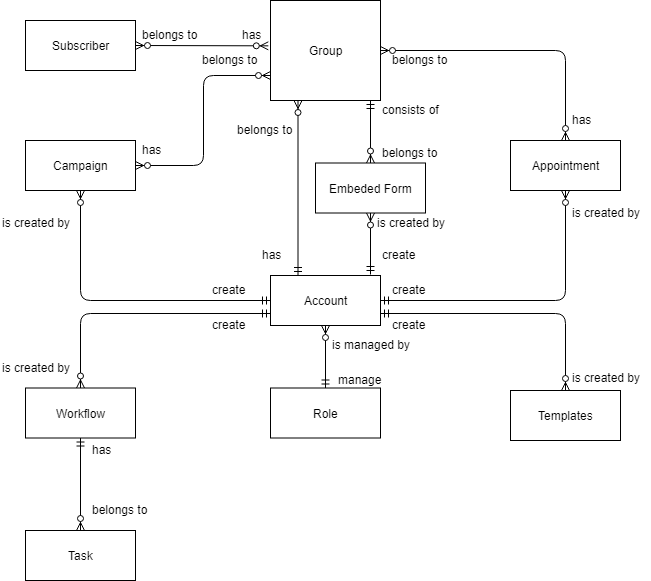 belongs to
has
Subscriber
Group
belongs to
belongs to
has
has
consists of
belongs to
belongs to
Campaign
Embeded Form
Appointment
is created by
is created by
is created by
has
create
create
create
Account
create
create
is managed by
is created by
manage
is created by
Workflow
Role
Templates
has
belongs to
Task